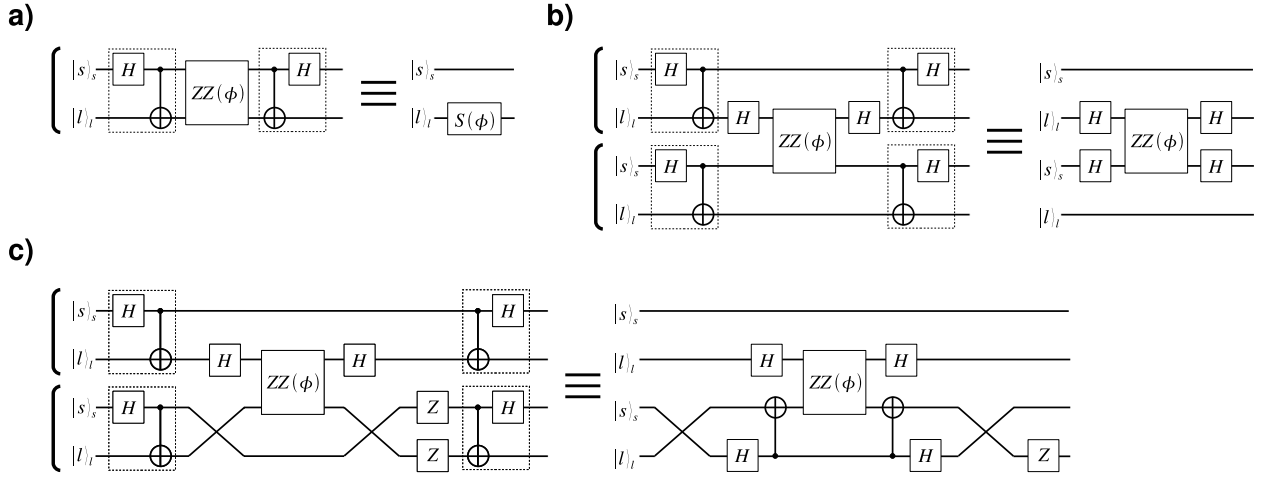 a)
|s⟩s H ZZ(ϕ) H |s⟩s
|l⟩l |l⟩l S(ϕ)
b)
|s⟩s H H |s⟩s
|l⟩l H ZZ(ϕ) H |l⟩l H ZZ(ϕ) H
|s⟩s H H |s⟩s H H
|l⟩l |l⟩l
c)
|s⟩s H H |s⟩s
|l⟩l H ZZ(ϕ) H |l⟩l H ZZ(ϕ) H
|s⟩s H Z H |s⟩s
|l⟩l Z |l⟩l H H Z